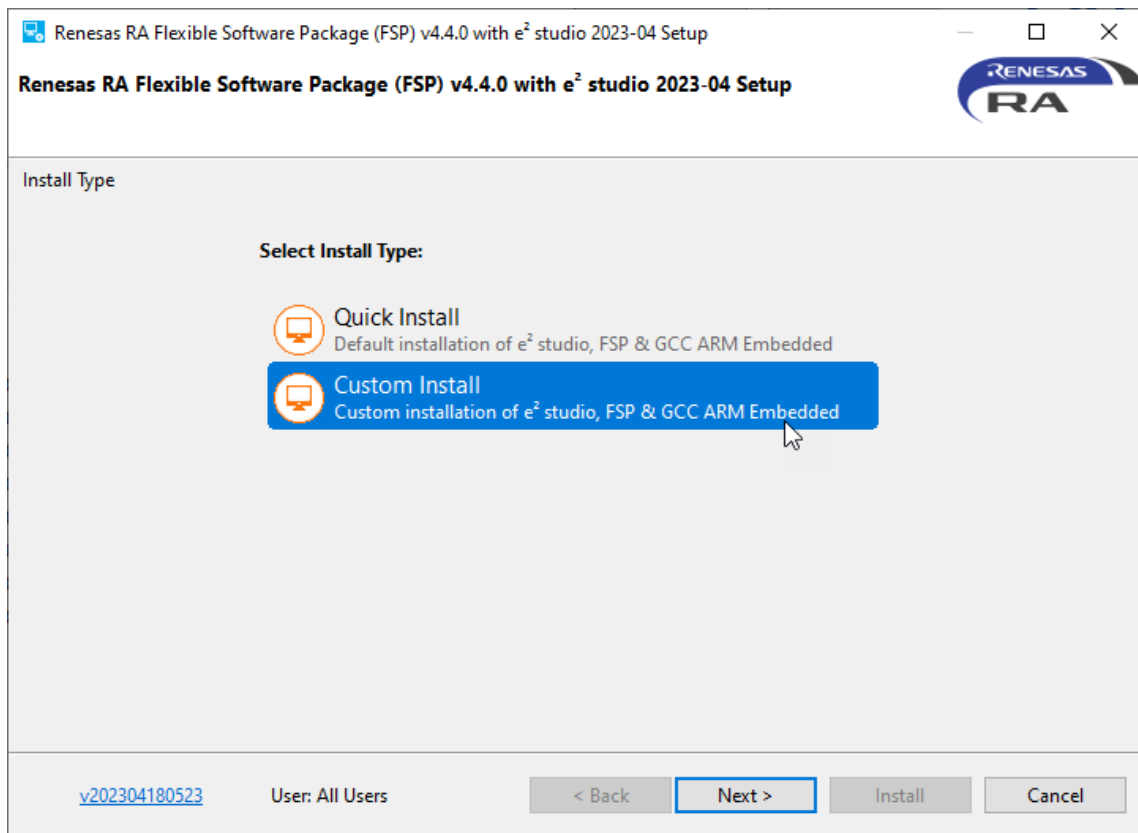 Renesas RA Flexible Software Package (FSP) v4.4.0 with e² studio 2023-04 Setup
Renesas RA Flexible Software Package (FSP) v4.4.0 with e² studio 2023-04 Setup
RENESAS
RA
Install Type
Select Install Type:
Quick Install
Default installation of e² studio, FSP & GCC ARM Embedded
Custom Install
Custom installation of e² studio, FSP & GCC ARM Embedded
v202304180523 User: All Users < Back Next > Install Cancel